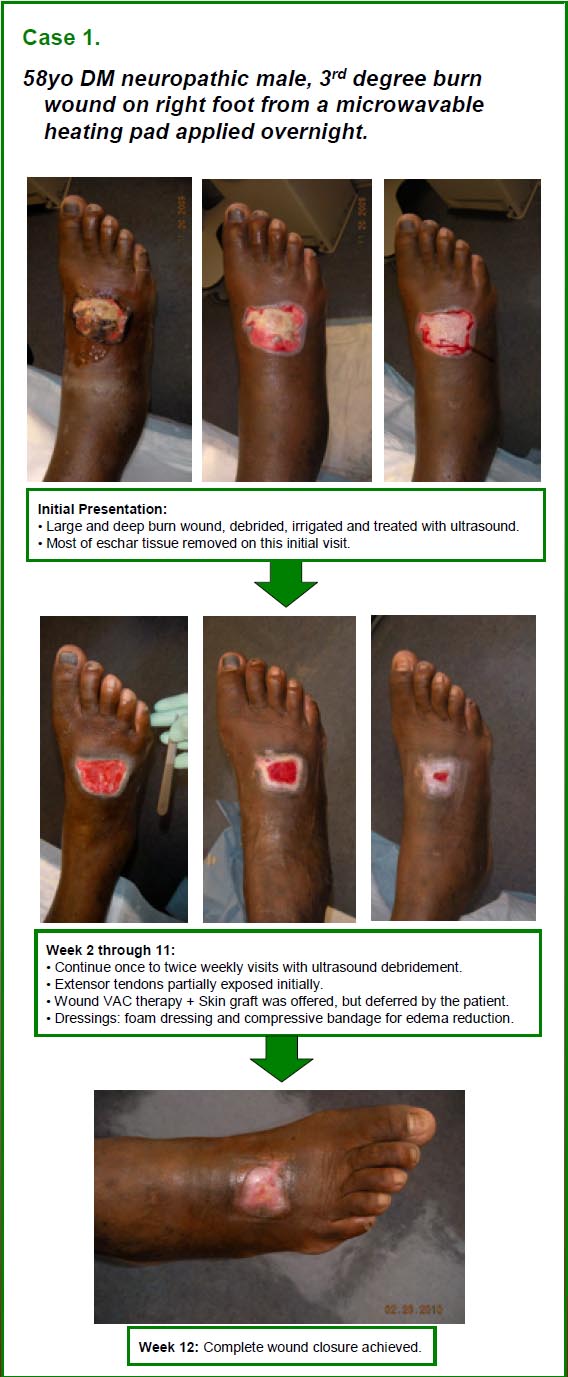 Case 1.
58yo DM neuropathic male, 3rd degree burn
wound on right foot from a microwavable
heating pad applied overnight.
Initial Presentation:
• Large and deep burn wound, debrided, irrigated and treated with ultrasound.
• Most of eschar tissue removed on this initial visit.
Week 2 through 11:
• Continue once to twice weekly visits with ultrasound debridement.
• Extensor tendons partially exposed initially.
• Wound VAC therapy + Skin graft was offered, but deferred by the patient.
• Dressings: foam dressing and compressive bandage for edema reduction.
02.26.2010
Week 12: Complete wound closure achieved.